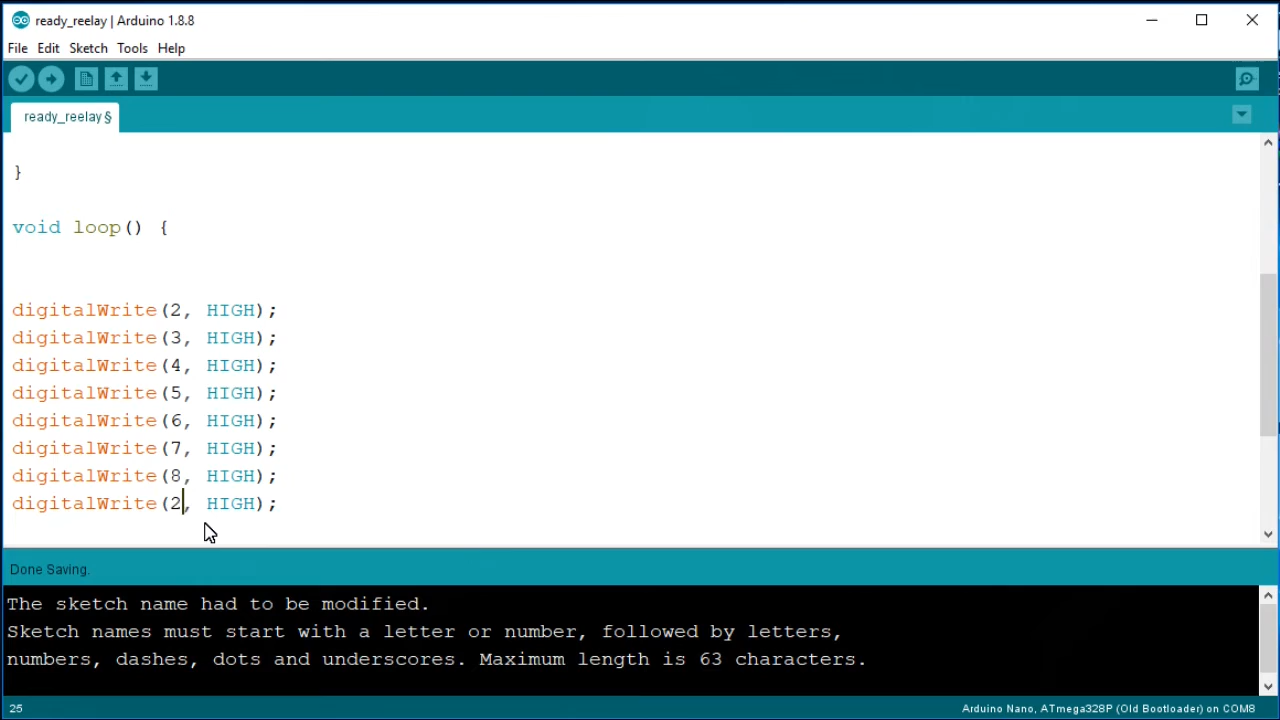 ready_reelay | Arduino 1.8.8
File Edit Sketch Tools Help
ready_reelay §
}
void loop() {
digitalWrite(2, HIGH);
digitalWrite(3, HIGH);
digitalWrite(4, HIGH);
digitalWrite(5, HIGH);
digitalWrite(6, HIGH);
digitalWrite(7, HIGH);
digitalWrite(8, HIGH);
digitalWrite(2, HIGH);
Done Saving.
The sketch name had to be modified.
Sketch names must start with a letter or number, followed by letters,
numbers, dashes, dots and underscores. Maximum length is 63 characters.
25 Arduino Nano, ATmega328P (Old Bootloader) on COM8